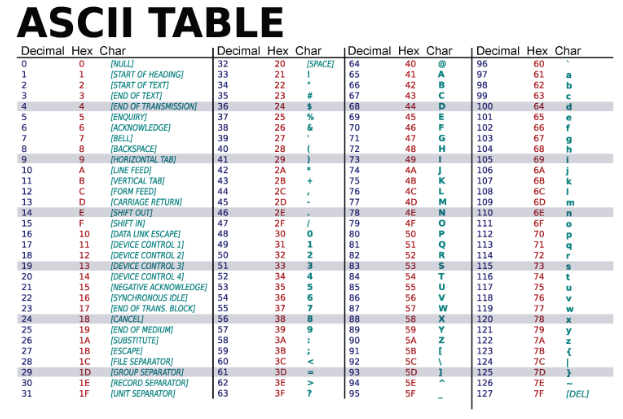 ASCII TABLE
Decimal Hex Char Decimal Hex Char Decimal Hex Char Decimal Hex Char
0 0 [NULL] 32 20 [SPACE] 64 40 @ 96 60 `
1 1 [START OF HEADING] 33 21 ! 65 41 A 97 61 a
2 2 [START OF TEXT] 34 22 " 66 42 B 98 62 b
3 3 [END OF TEXT] 35 23 # 67 43 C 99 63 c
4 4 [END OF TRANSMISSION] 36 24 $ 68 44 D 100 64 d
5 5 [ENQUIRY] 37 25 % 69 45 E 101 65 e
6 6 [ACKNOWLEDGE] 38 26 & 70 46 F 102 66 f
7 7 [BELL] 39 27 ' 71 47 G 103 67 g
8 8 [BACKSPACE] 40 28 ( 72 48 H 104 68 h
9 9 [HORIZONTAL TAB] 41 29 ) 73 49 I 105 69 i
10 A [LINE FEED] 42 2A * 74 4A J 106 6A j
11 B [VERTICAL TAB] 43 2B + 75 4B K 107 6B k
12 C [FORM FEED] 44 2C , 76 4C L 108 6C l
13 D [CARRIAGE RETURN] 45 2D - 77 4D M 109 6D m
14 E [SHIFT OUT] 46 2E . 78 4E N 110 6E n
15 F [SHIFT IN] 47 2F / 79 4F O 111 6F o
16 10 [DATA LINK ESCAPE] 48 30 0 80 50 P 112 70 p
17 11 [DEVICE CONTROL 1] 49 31 1 81 51 Q 113 71 q
18 12 [DEVICE CONTROL 2] 50 32 2 82 52 R 114 72 r
19 13 [DEVICE CONTROL 3] 51 33 3 83 53 S 115 73 s
20 14 [DEVICE CONTROL 4] 52 34 4 84 54 T 116 74 t
21 15 [NEGATIVE ACKNOWLEDGE] 53 35 5 85 55 U 117 75 u
22 16 [SYNCHRONOUS IDLE] 54 36 6 86 56 V 118 76 v
23 17 [END OF TRANS. BLOCK] 55 37 7 87 57 W 119 77 w
24 18 [CANCEL] 56 38 8 88 58 X 120 78 x
25 19 [END OF MEDIUM] 57 39 9 89 59 Y 121 79 y
26 1A [SUBSTITUTE] 58 3A : 90 5A Z 122 7A z
27 1B [ESCAPE] 59 3B ; 91 5B [ 123 7B {
28 1C [FILE SEPARATOR] 60 3C < 92 5C \ 124 7C |
29 1D [GROUP SEPARATOR] 61 3D = 93 5D ] 125 7D }
30 1E [RECORD SEPARATOR] 62 3E > 94 5E ^ 126 7E ~
31 1F [UNIT SEPARATOR] 63 3F ? 95 5F _ 127 7F [DEL]